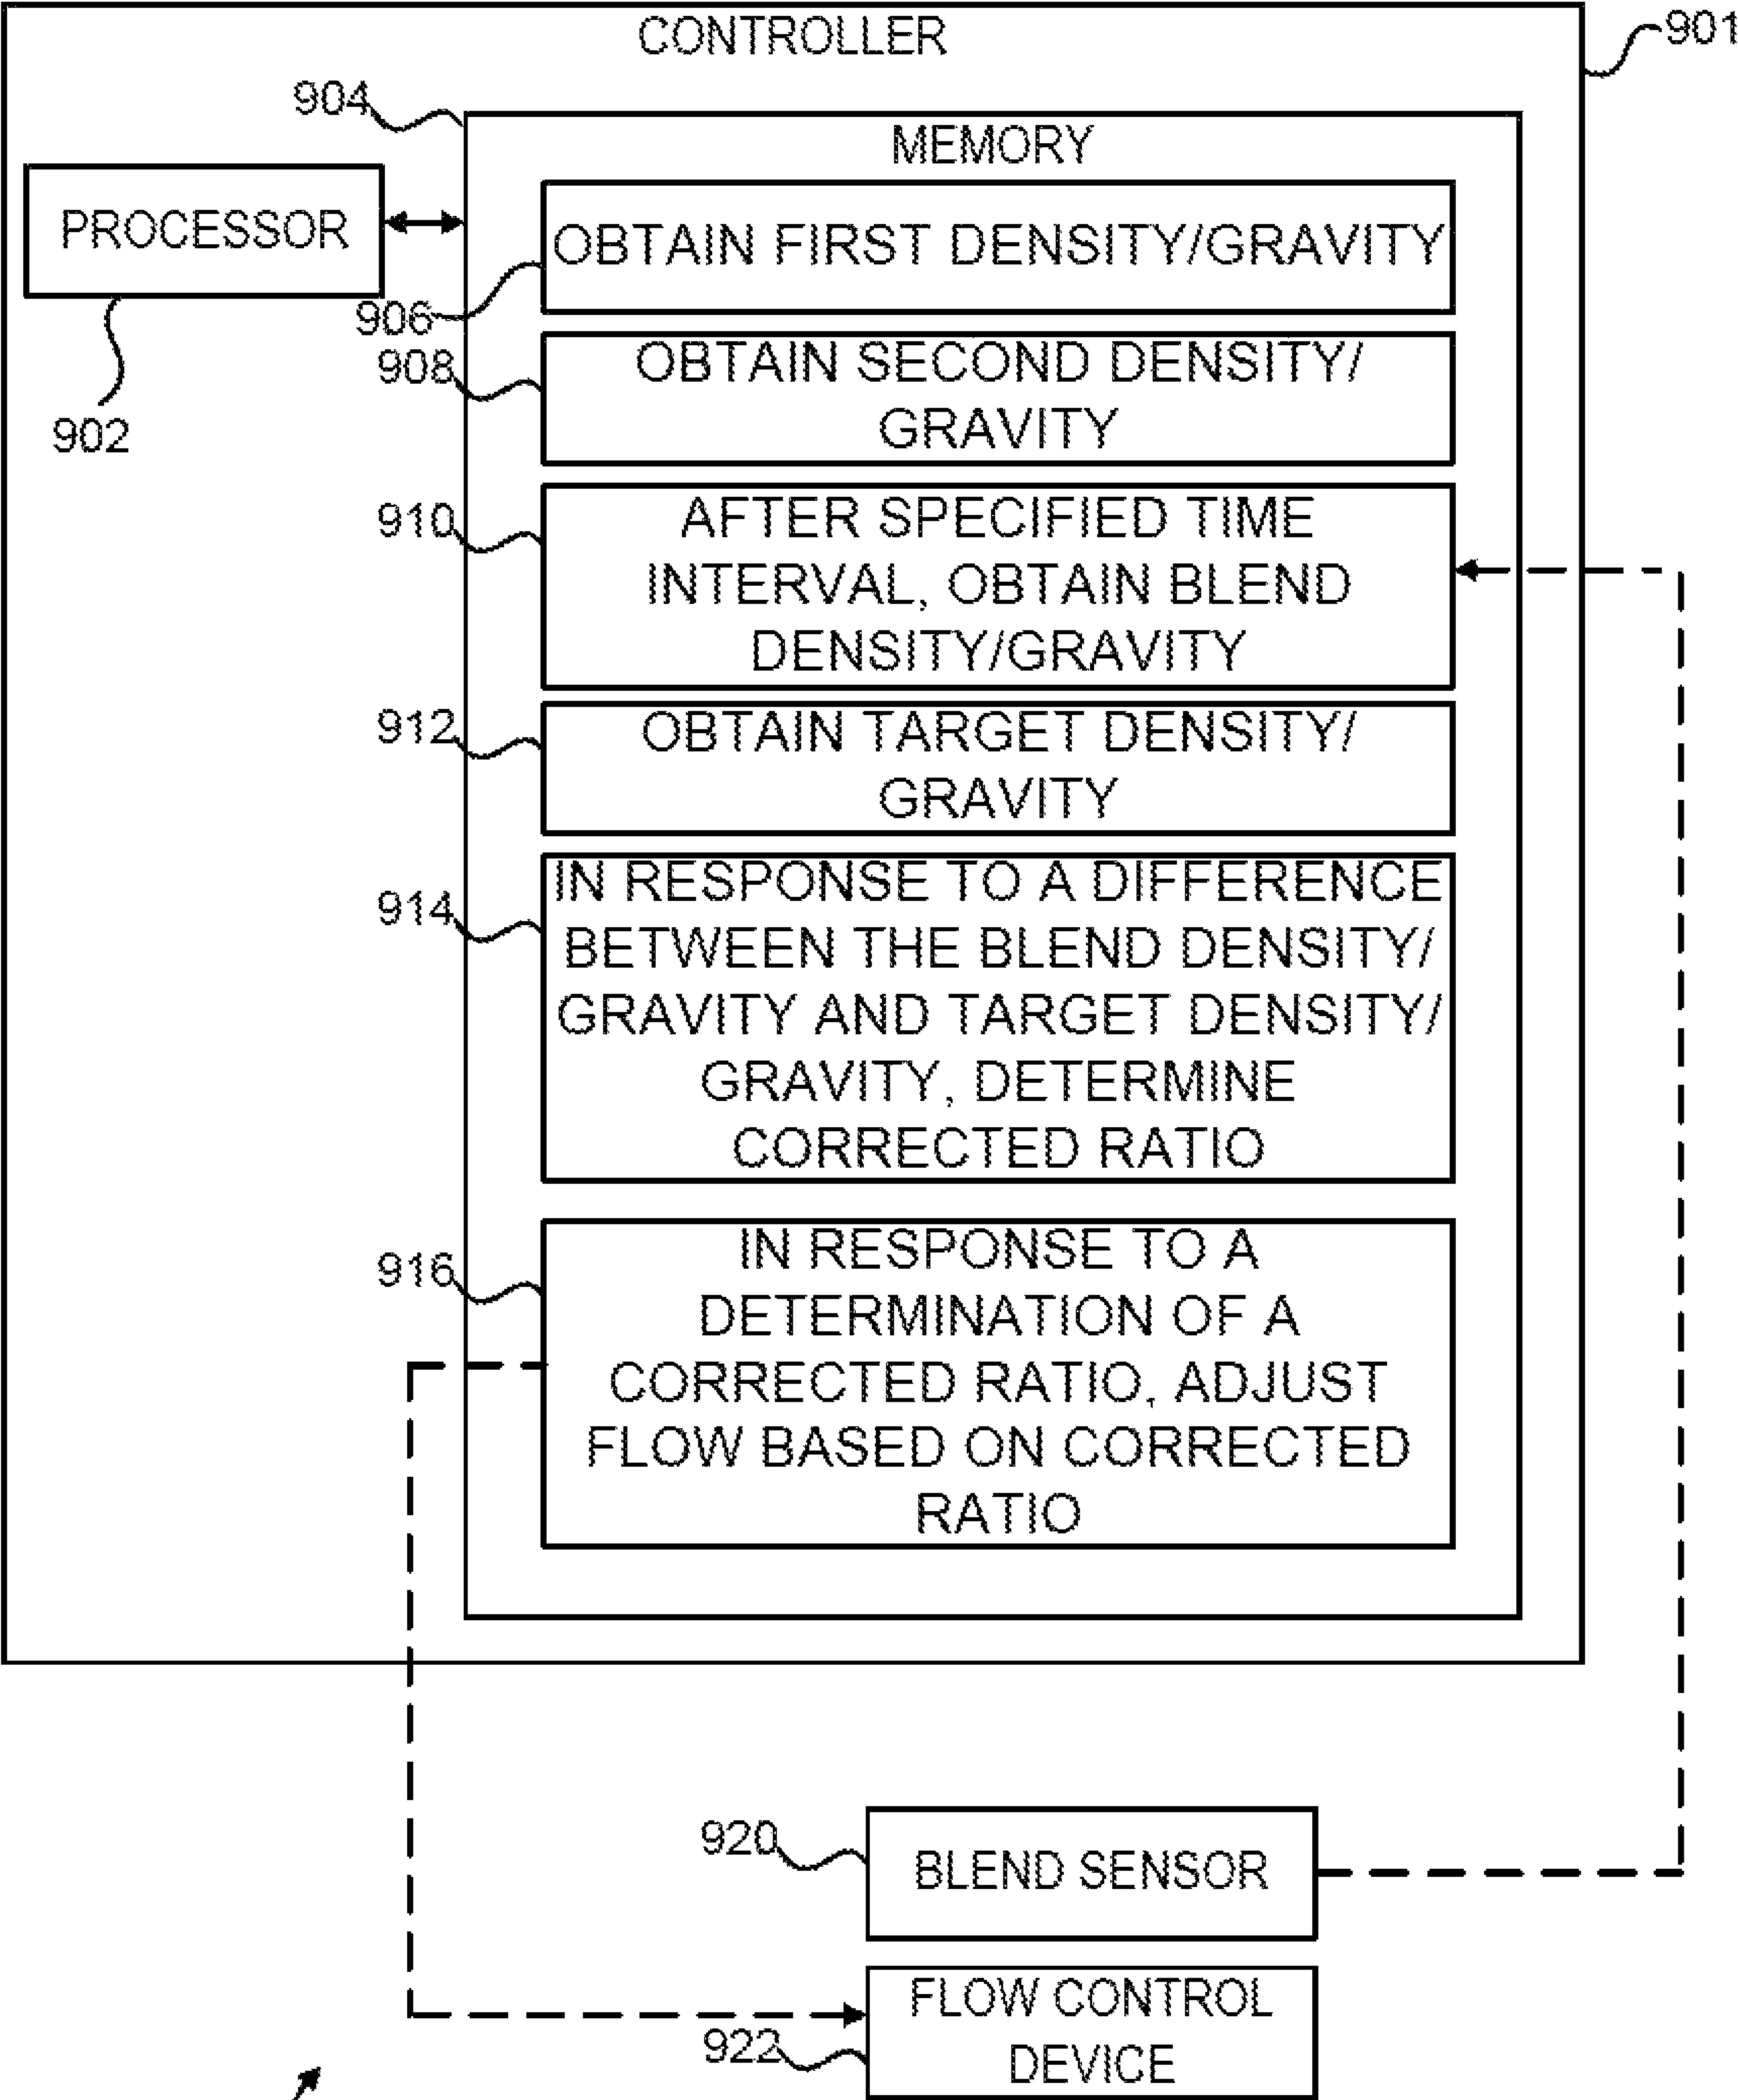 CONTROLLER
901
904
MEMORY
PROCESSOR
OBTAIN FIRST DENSITY/GRAVITY
906
908
OBTAIN SECOND DENSITY/
GRAVITY
902
910
AFTER SPECIFIED TIME
INTERVAL, OBTAIN BLEND
DENSITY/GRAVITY
912
OBTAIN TARGET DENSITY/
GRAVITY
914
IN RESPONSE TO A DIFFERENCE
BETWEEN THE BLEND DENSITY/
GRAVITY AND TARGET DENSITY/
GRAVITY, DETERMINE
CORRECTED RATIO
916
IN RESPONSE TO A
DETERMINATION OF A
CORRECTED RATIO, ADJUST
FLOW BASED ON CORRECTED
RATIO
920
BLEND SENSOR
FLOW CONTROL
DEVICE
922